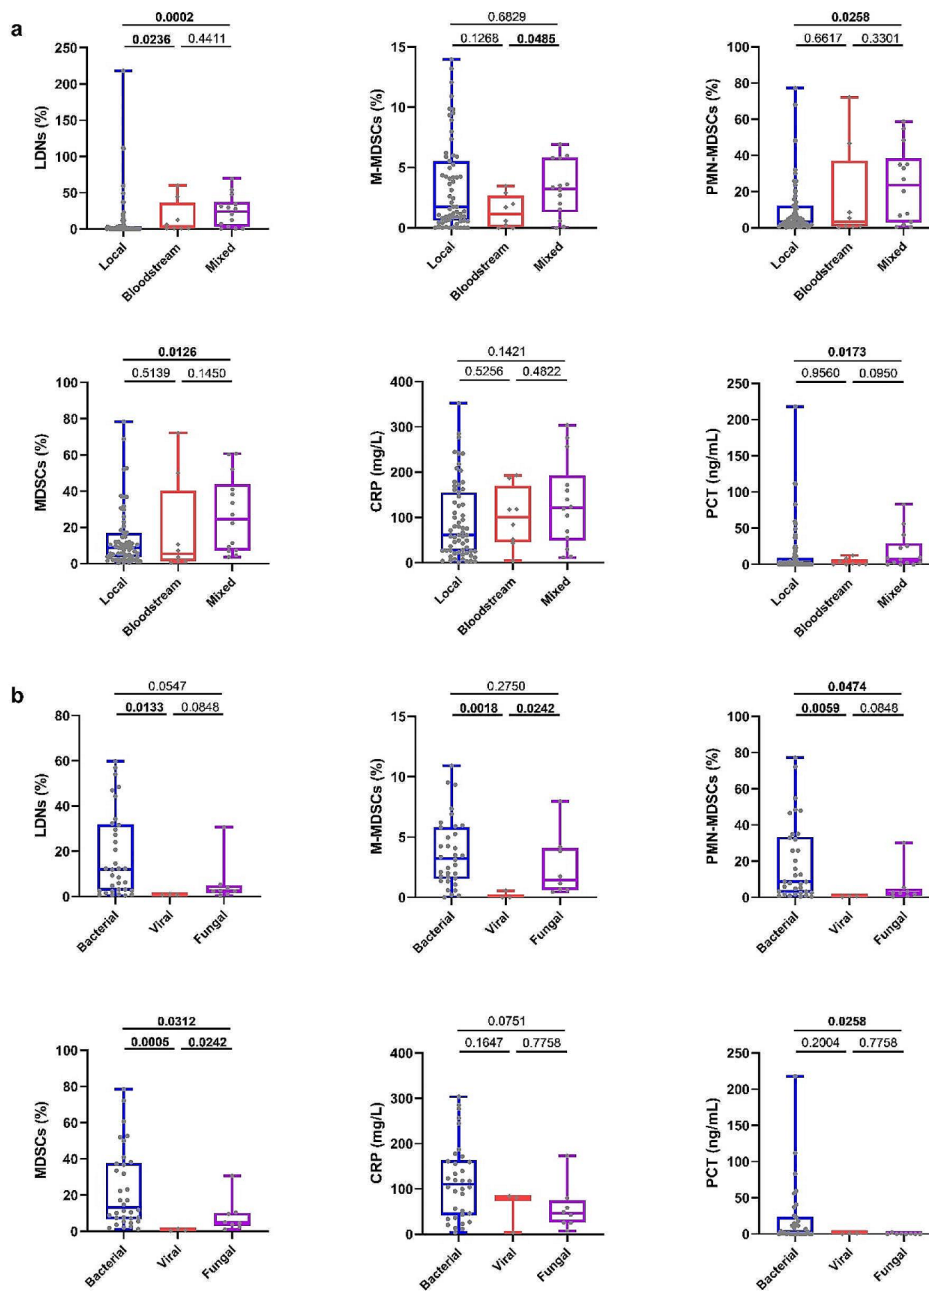 a
0.0002
0.0236 0.4411
LDNs (%)
250
200
150
100
50
0
Local
Bloodstream
Mixed
0.6829
0.1268 0.0485
M-MDSCs (%)
15
10
5
0
Local
Bloodstream
Mixed
0.0258
0.6617 0.3301
PMN-MDSCs (%)
100
80
60
40
20
0
Local
Bloodstream
Mixed
0.0126
0.5139 0.1450
MDSCs (%)
100
80
60
40
20
0
Local
Bloodstream
Mixed
0.1421
0.5256 0.4822
CRP (mg/L)
400
300
200
100
0
Local
Bloodstream
Mixed
0.0173
0.9560 0.0950
PCT (ng/mL)
250
200
150
100
50
0
Local
Bloodstream
Mixed
b
0.0547
0.0133 0.0848
LDNs (%)
80
60
40
20
0
Bacterial
Viral
Fungal
0.2750
0.0018 0.0242
M-MDSCs (%)
15
10
5
0
Bacterial
Viral
Fungal
0.0474
0.0059 0.0848
PMN-MDSCs (%)
100
80
60
40
20
0
Bacterial
Viral
Fungal
0.0312
0.0005 0.0242
MDSCs (%)
100
80
60
40
20
0
Bacterial
Viral
Fungal
0.0751
0.1647 0.7758
CRP (mg/L)
400
300
200
100
0
Bacterial
Viral
Fungal
0.0258
0.2004 0.7758
PCT (ng/mL)
250
200
150
100
50
0
Bacterial
Viral
Fungal